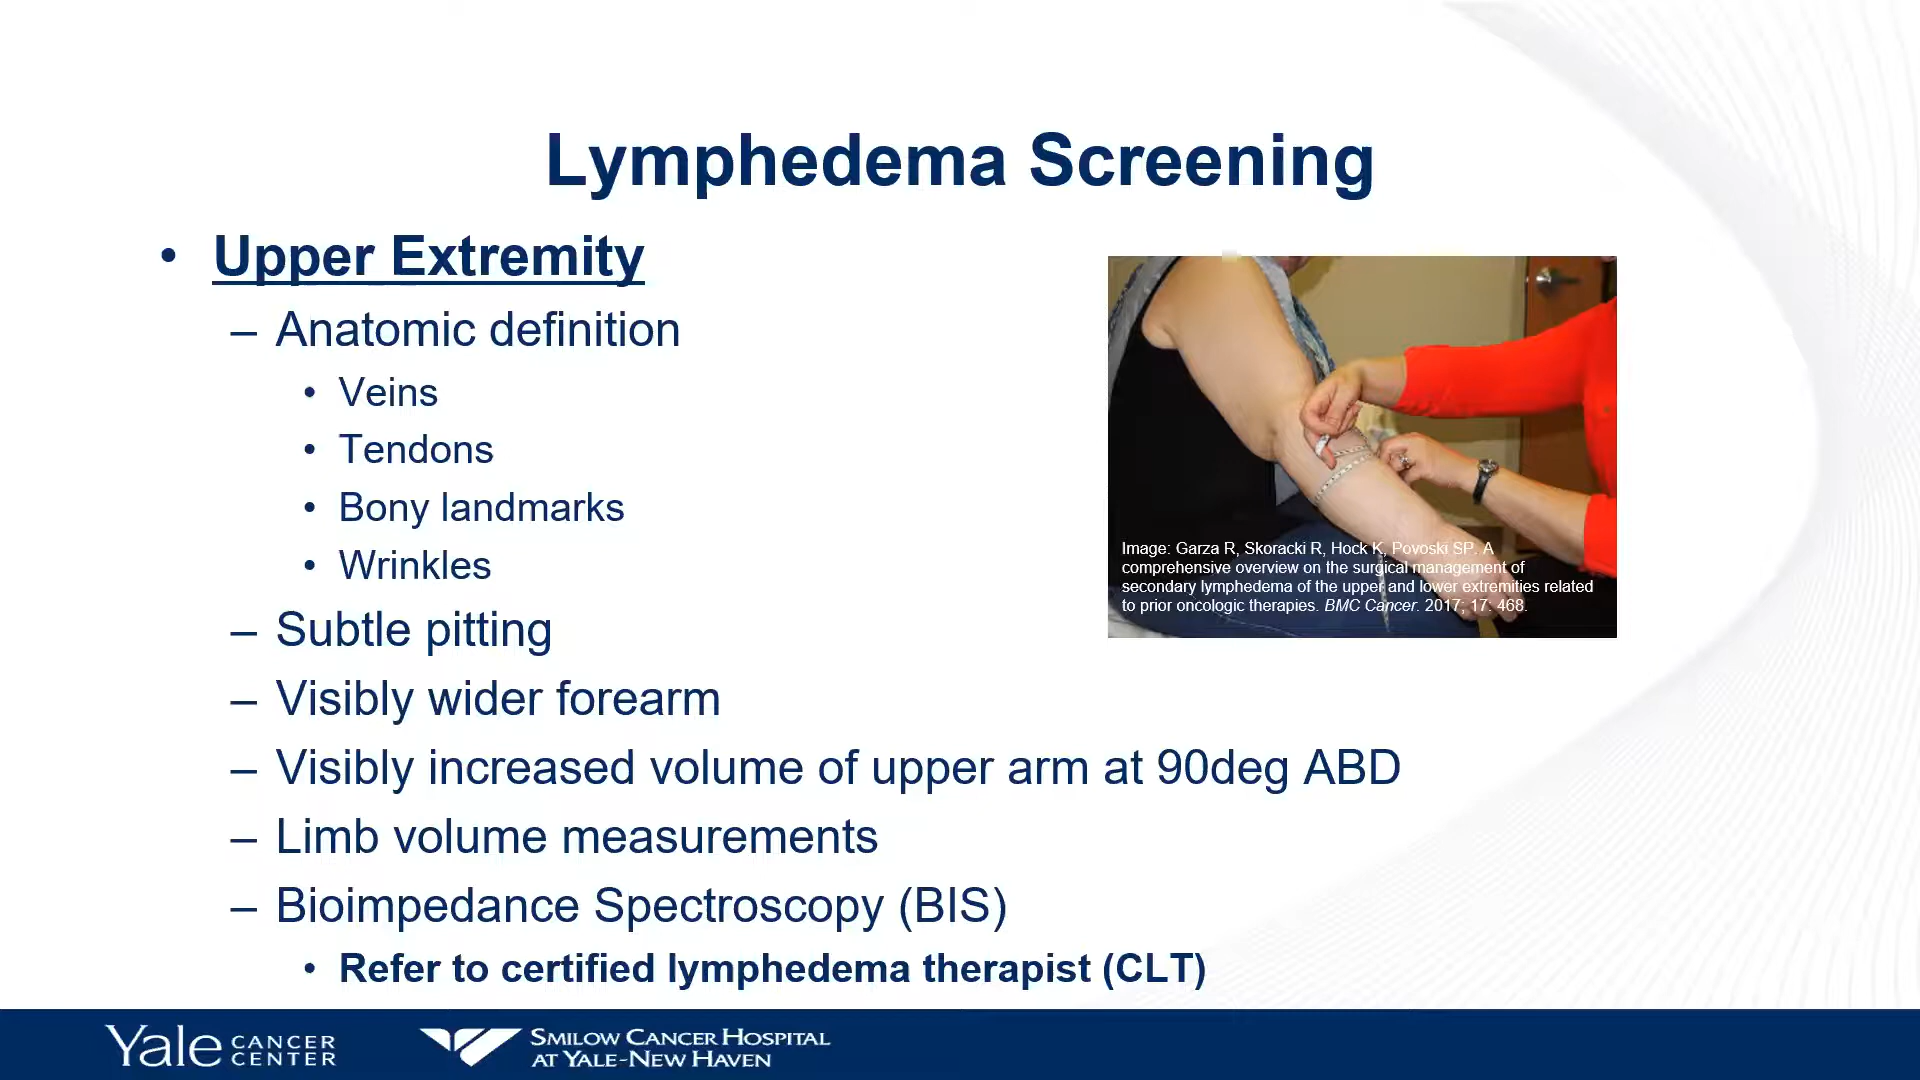 Lymphedema Screening
• Upper Extremity
– Anatomic definition
• Veins
• Tendons
• Bony landmarks
• Wrinkles
– Subtle pitting
– Visibly wider forearm
– Visibly increased volume of upper arm at 90deg ABD
– Limb volume measurements
– Bioimpedance Spectroscopy (BIS)
• Refer to certified lymphedema therapist (CLT)
Image: Garza R, Skoracki R, Hock K, Povoski SP. A
comprehensive overview on the surgical management of
secondary lymphedema of the upper and lower extremities related
to prior oncologic therapies. BMC Cancer. 2017; 17: 468.
Yale CANCER
CENTER
SMILOW CANCER HOSPITAL
AT YALE-NEW HAVEN